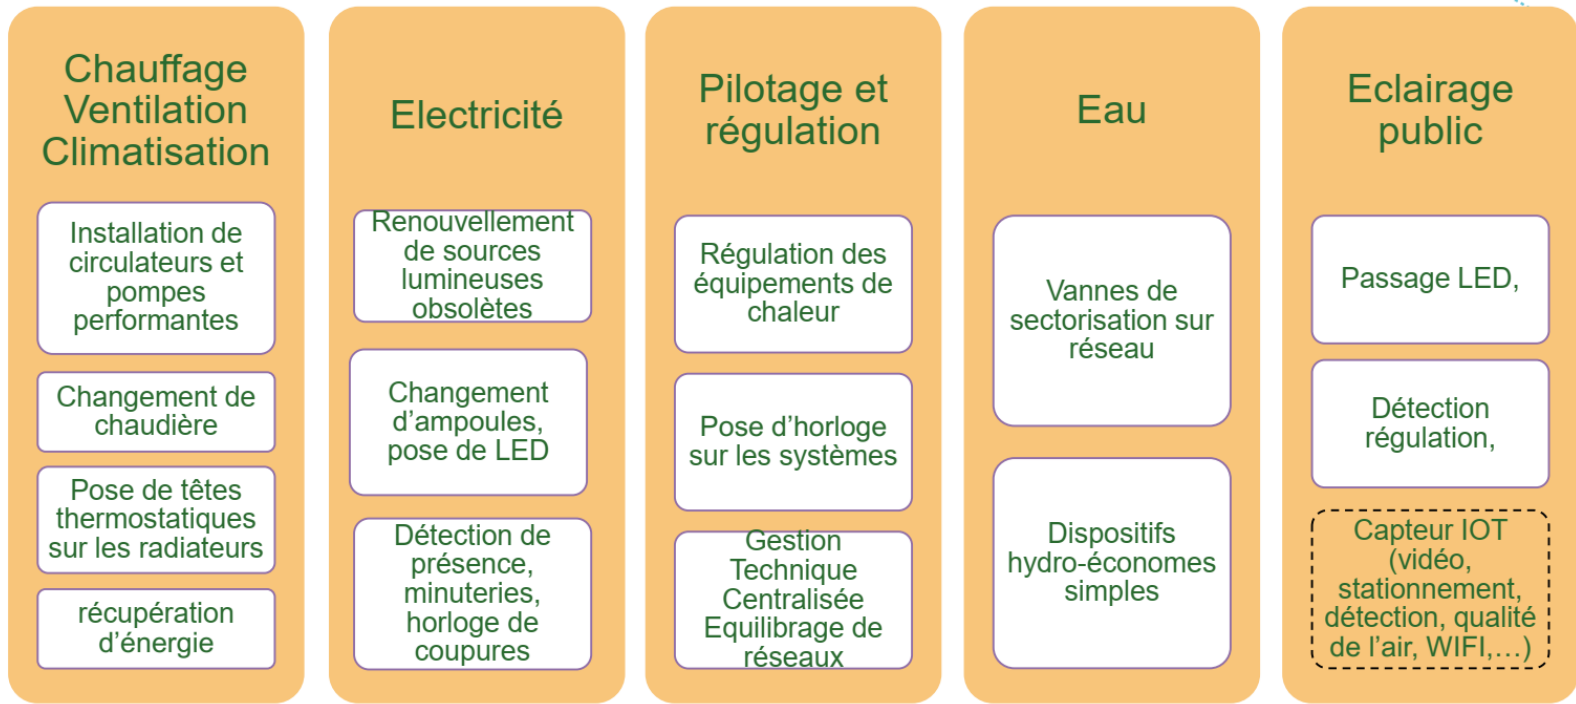 Chauffage
Ventilation
Climatisation
Installation de
circulateurs et
pompes
performantes
Changement de
chaudière
Pose de têtes
thermostatiques
sur les radiateurs
récupération
d’énergie
Electricité
Renouvellement
de sources
lumineuses
obsolètes
Changement
d’ampoules,
pose de LED
Détection de
présence,
minuteries,
horloge de
coupures
Pilotage et
régulation
Régulation des
équipements de
chaleur
Pose d’horloge
sur les systèmes
Gestion
Technique
Centralisée
Equilibrage de
réseaux
Eau
Vannes de
sectorisation sur
réseau
Dispositifs
hydro-économes
simples
Eclairage
public
Passage LED,
Détection
régulation,
Capteur IOT
(vidéo,
stationnement,
détection, qualité
de l’air, WIFI,…)